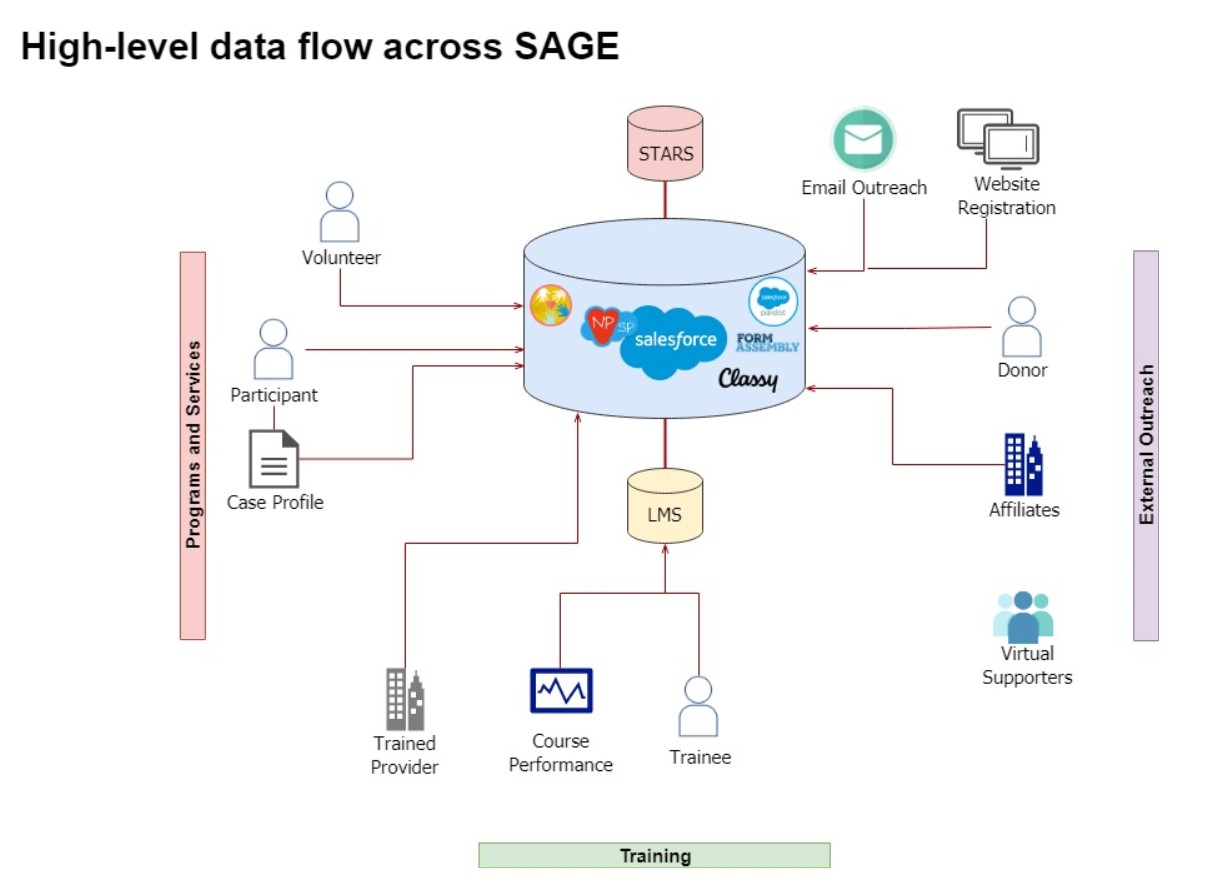 High-level data flow across SAGE
STARS
Email Outreach
Website
Registration
Volunteer
Participant
Case Profile
Programs and Services
NP
SP
salesforce
salesforce
pardot
FORM
ASSEMBLY
Classy
Donor
Affiliates
External Outreach
LMS
Virtual
Supporters
Trained
Provider
Course
Performance
Trainee
Training